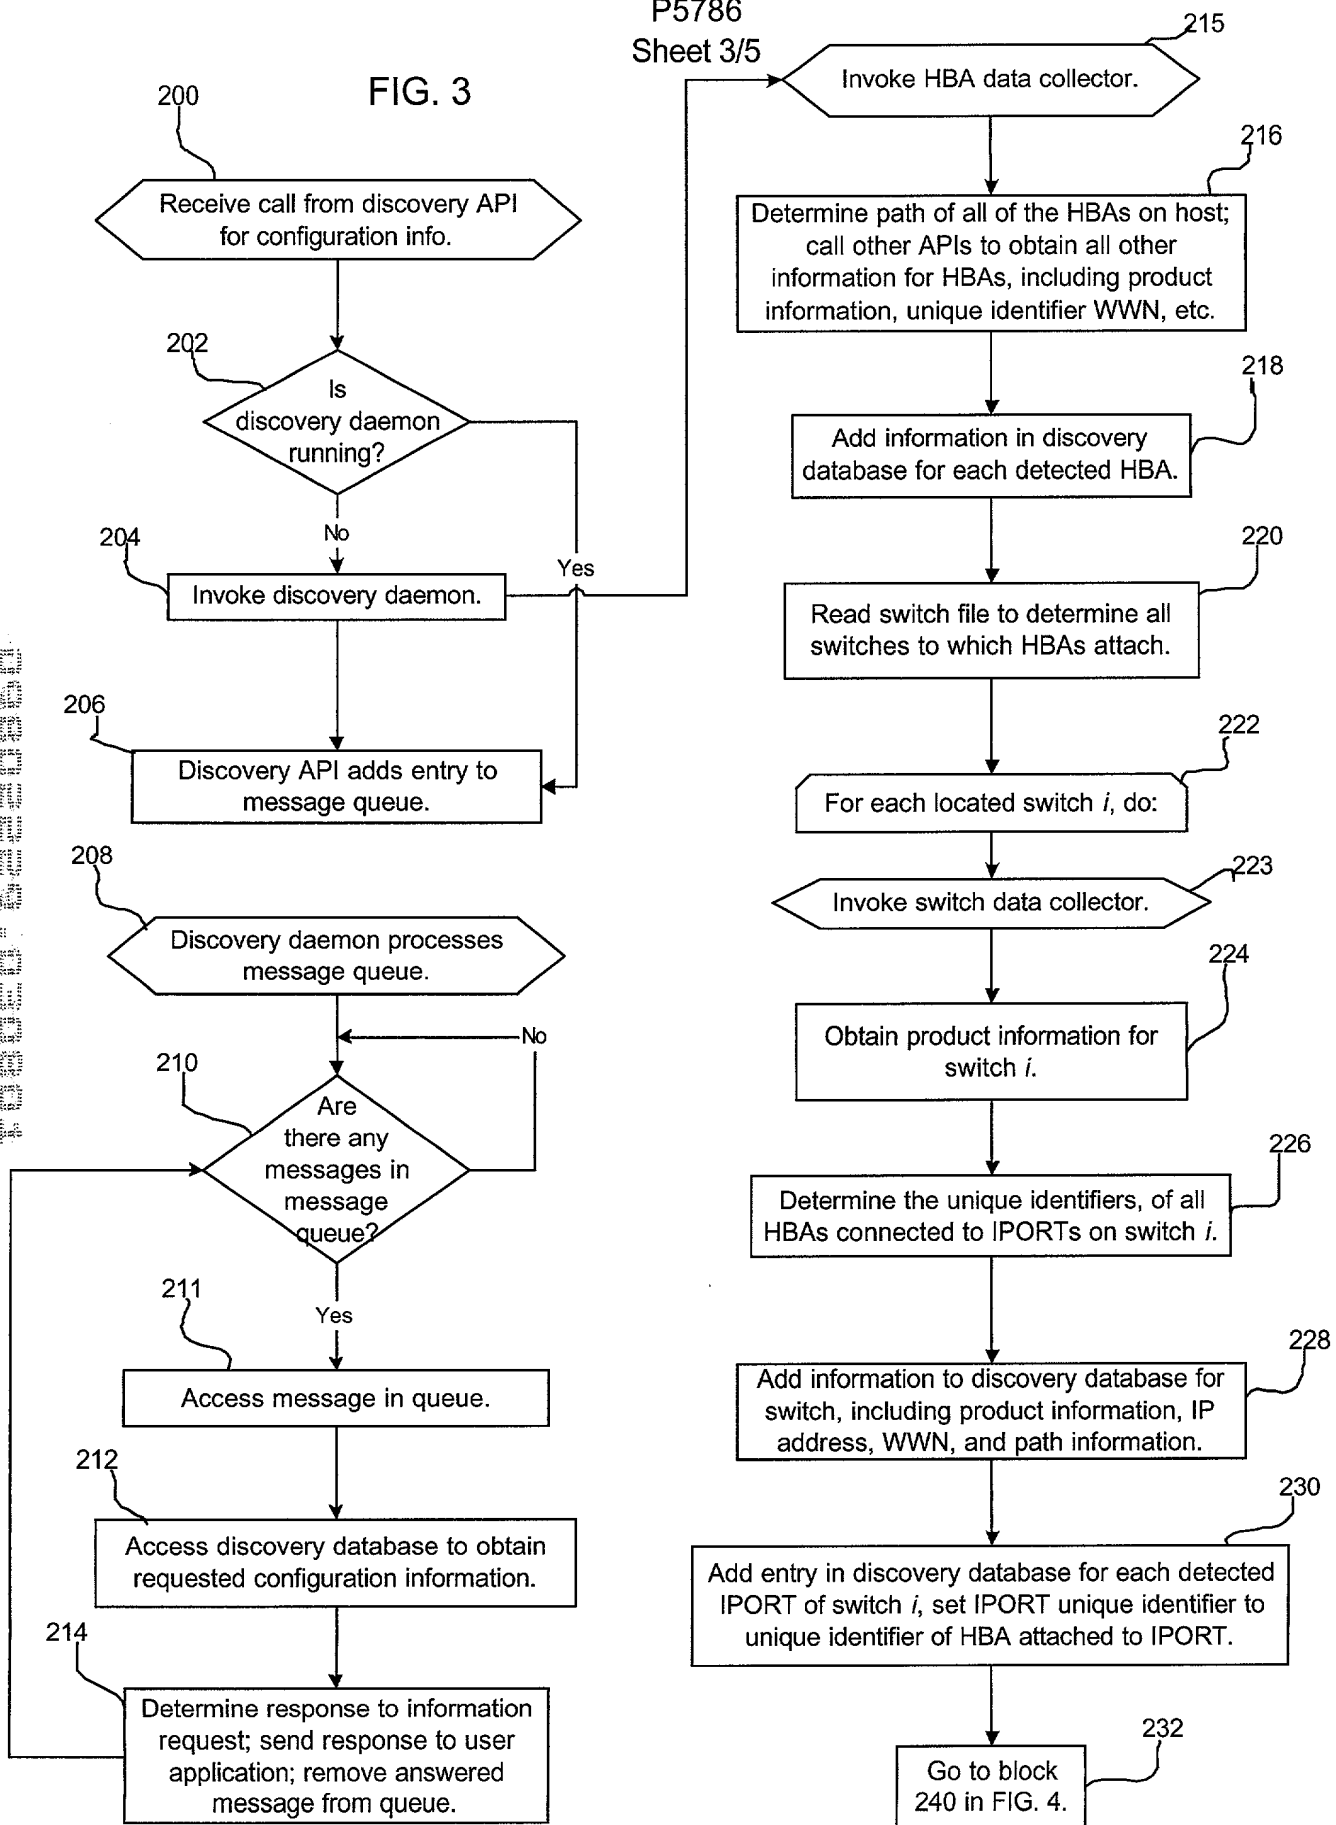 P5786
Sheet 3/5
FIG. 3
200
Receive call from discovery API
for configuration info.
202
Is
discovery daemon
running?
No
Yes
204
Invoke discovery daemon.
206
Discovery API adds entry to
message queue.
208
Discovery daemon processes
message queue.
No
210
Are
there any
messages in
message
queue?
Yes
211
Access message in queue.
212
Access discovery database to obtain
requested configuration information.
214
Determine response to information
request; send response to user
application; remove answered
message from queue.
215
Invoke HBA data collector.
216
Determine path of all of the HBAs on host;
call other APIs to obtain all other
information for HBAs, including product
information, unique identifier WWN, etc.
218
Add information in discovery
database for each detected HBA.
220
Read switch file to determine all
switches to which HBAs attach.
222
For each located switch i, do:
223
Invoke switch data collector.
224
Obtain product information for
switch i.
226
Determine the unique identifiers, of all
HBAs connected to IPORTs on switch i.
228
Add information to discovery database for
switch, including product information, IP
address, WWN, and path information.
230
Add entry in discovery database for each detected
IPORT of switch i, set IPORT unique identifier to
unique identifier of HBA attached to IPORT.
232
Go to block
240 in FIG. 4.